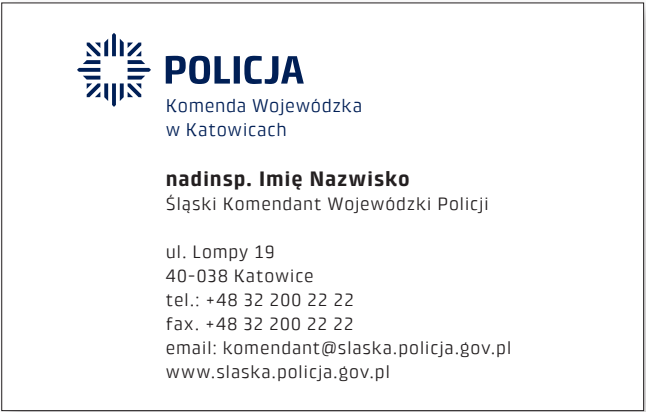 POLICJA
Komenda Wojewódzka
w Katowicach
nadinsp. Imię Nazwisko
Śląski Komendant Wojewódzki Policji
ul. Lompy 19
40-038 Katowice
tel.: +48 32 200 22 22
fax. +48 32 200 22 22
email: komendant@slaska.policja.gov.pl
www.slaska.policja.gov.pl